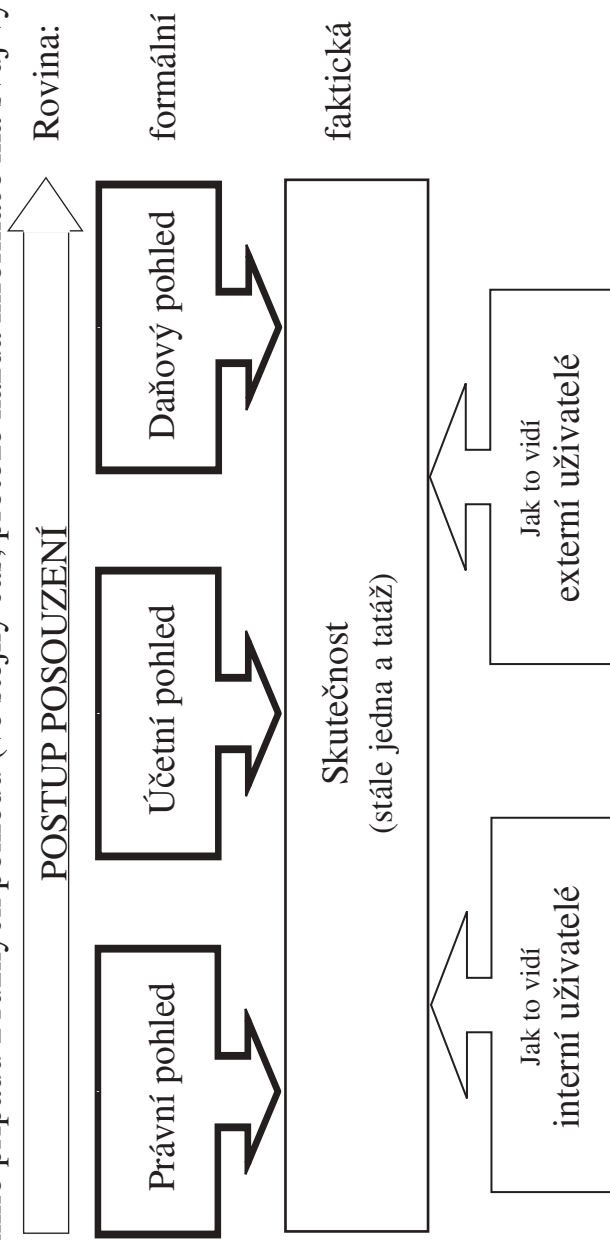 Rovina:
POSTUP POSOUZENÍ
formální
Právní pohled
Účetní pohled
Daňový pohled
faktická
Skutečnost
(stále jedna a tatáž)
Jak to vidí
interní uživatelé
Jak to vidí
externí uživatelé